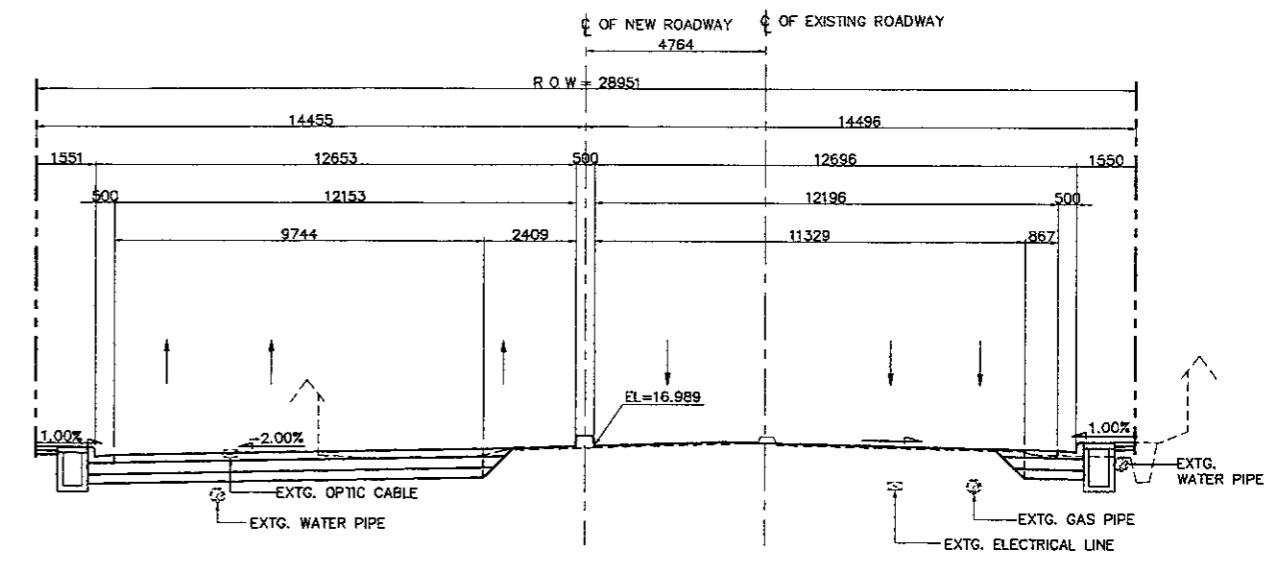 ℄ OF NEW ROADWAY
℄ OF EXISTING ROADWAY
4764
R O W = 28951
14455
14496
1551
12653
500
12696
1550
500
12153
12196
500
9744
2409
11329
867
EL=16.989
1.00%
-2.00%
1.00%
EXTG. OPTIC CABLE
EXTG. WATER PIPE
EXTG.
WATER PIPE
EXTG. GAS PIPE
EXTG. ELECTRICAL LINE